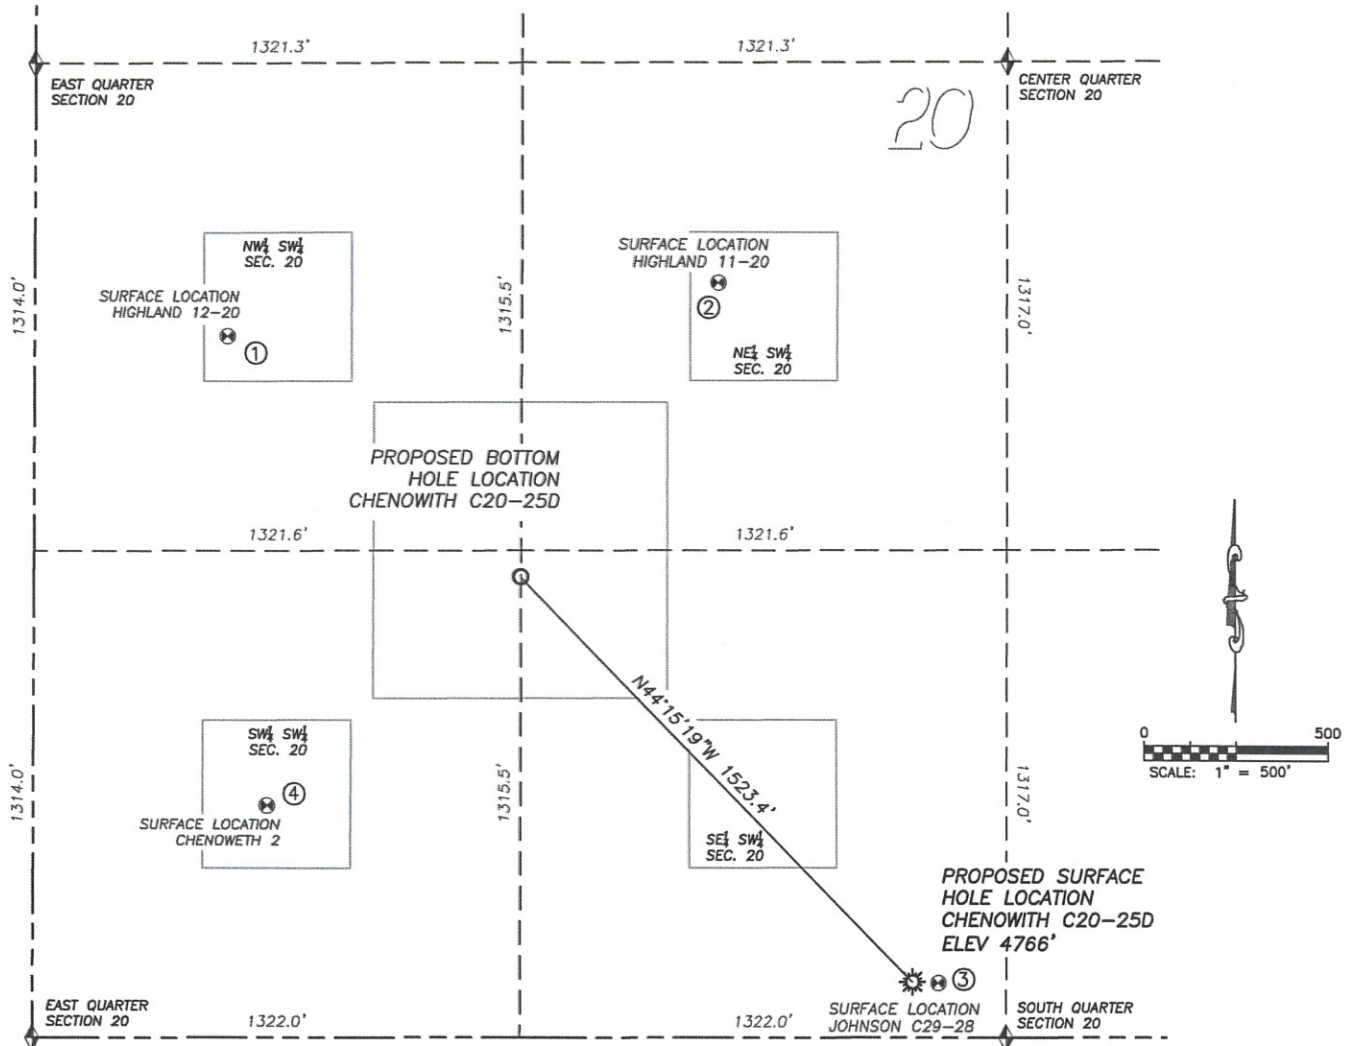 1321.3'
1321.3'
EAST QUARTER
SECTION 20
CENTER QUARTER
SECTION 20
20
NW¼ SW¼
SEC. 20
SURFACE LOCATION
HIGHLAND 12-20
1
SURFACE LOCATION
HIGHLAND 11-20
2
NE¼ SW¼
SEC. 20
1314.0'
1315.5'
1317.0'
PROPOSED BOTTOM
HOLE LOCATION
CHENOWITH C20-25D
1321.6'
1321.6'
N44°15'19"W 1523.4'
0 500
SCALE: 1" = 500'
SW¼ SW¼
SEC. 20
4
SURFACE LOCATION
CHENOWETH 2
1314.0'
1315.5'
1317.0'
SE¼ SW¼
SEC. 20
PROPOSED SURFACE
HOLE LOCATION
CHENOWITH C20-25D
ELEV 4766'
3
SURFACE LOCATION
JOHNSON C29-28
EAST QUARTER
SECTION 20
1322.0'
1322.0'
SOUTH QUARTER
SECTION 20